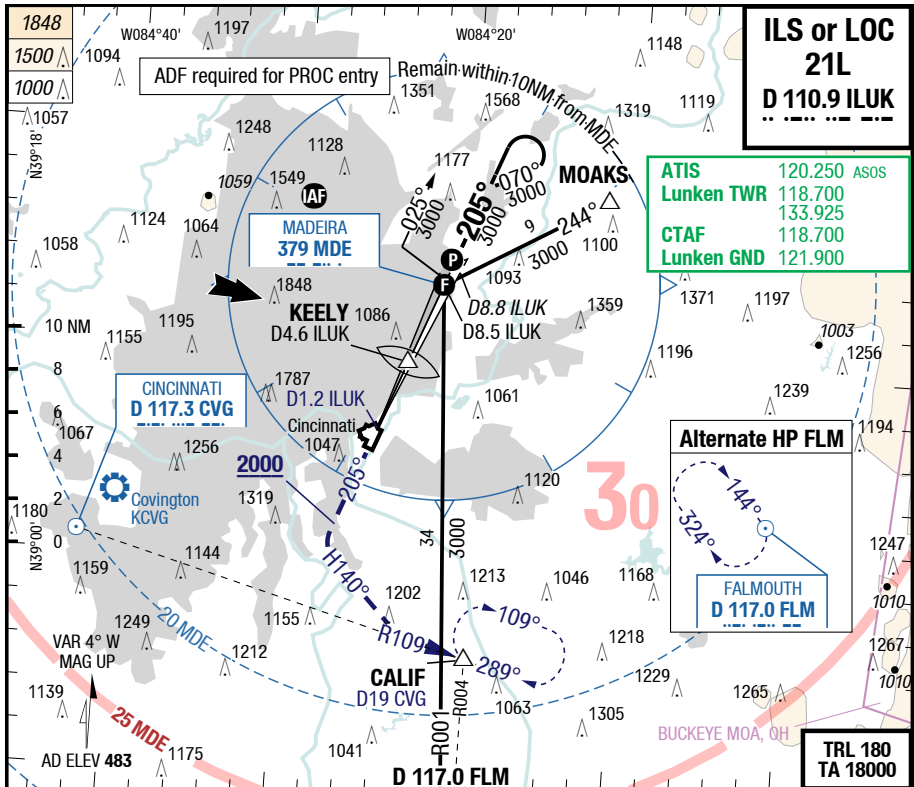 1848
1500
1000
W084°40'
W084°20'
ILS or LOC
21L
D 110.9 ILUK
ADF required for PROC entry
Remain within 10NM from MDE
1197
1094
1057
1351
1568
1148
1319
1119
N39°18'
1248
1128
1177
1059
1549
IAF
025°
3000
205°
3000
070°
3000
MOAKS
244°
9
3000
1100
ATIS 120.250 ASOS
Lunken TWR 118.700
133.925
CTAF 118.700
Lunken GND 121.900
1124
1064
1058
MADEIRA
379 MDE
P
F
1093
1848
KEELY
D4.6 ILUK
1086
D8.8 ILUK
D8.5 ILUK
1359
1371
1197
1003
10 NM
1155
1195
8
1196
1256
CINCINNATI
D 117.3 CVG
1787
D1.2 ILUK
1061
1239
6
1067
Cincinnati
1047
1194
4
1256
2000
205°
Alternate HP FLM
144°
324°
FALMOUTH
D 117.0 FLM
2
Covington
KCVG
1319
1120
30
1180
0
N39°00'
34
3000
1247
1010
1144
1159
H140°
1213
1046
1168
1202
1249
20 MDE
1155
109°
R109
289°
1218
1267
1010
VAR 4° W
MAG UP
1212
CALIF
D19 CVG
R004
1063
1229
1265
1139
1305
25 MDE
R001
BUCKEYE MOA, OH
AD ELEV 483
1175
1041
D 117.0 FLM
TRL 180
TA 18000